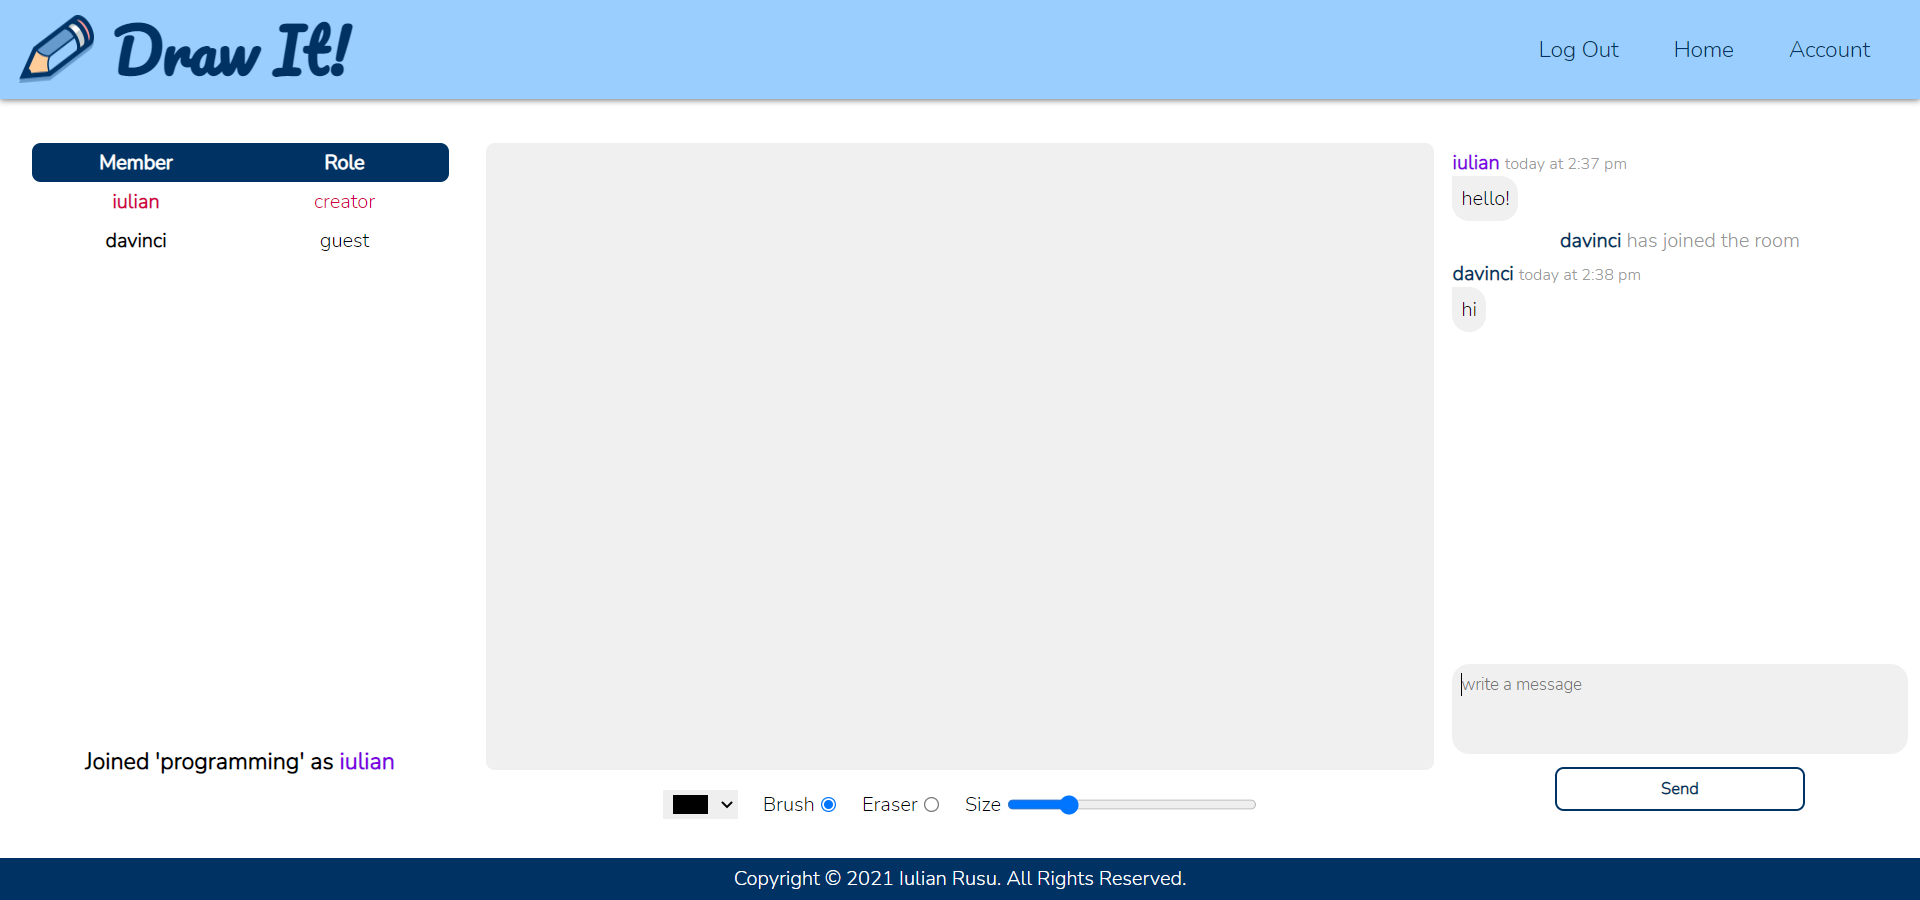 Draw It!
Log Out Home Account
Member Role
iulian creator
davinci guest
Joined 'programming' as iulian
Brush Eraser Size
iulian today at 2:37 pm
hello!
davinci has joined the room
davinci today at 2:38 pm
hi
write a message
Send
Copyright © 2021 Iulian Rusu. All Rights Reserved.